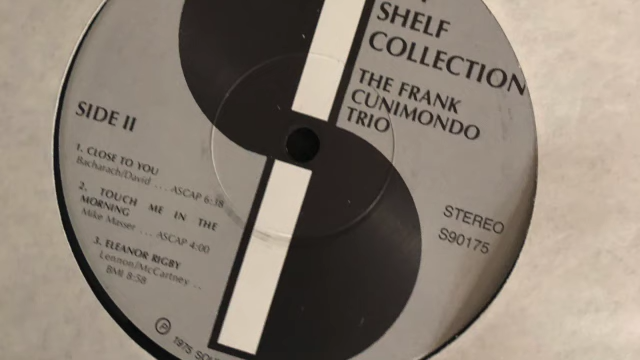 SHELF
COLLECTION
THE FRANK
CUNIMONDO
TRIO
SIDE II
1. CLOSE TO YOU
Bacharach/David ... ASCAP 6:38
2. TOUCH ME IN THE
MORNING
Mike Masser ... ASCAP 4:00
3. ELEANOR RIGBY
Lennon/McCartney ..
BMI 8:58
STEREO
S90175
Ⓟ 1975